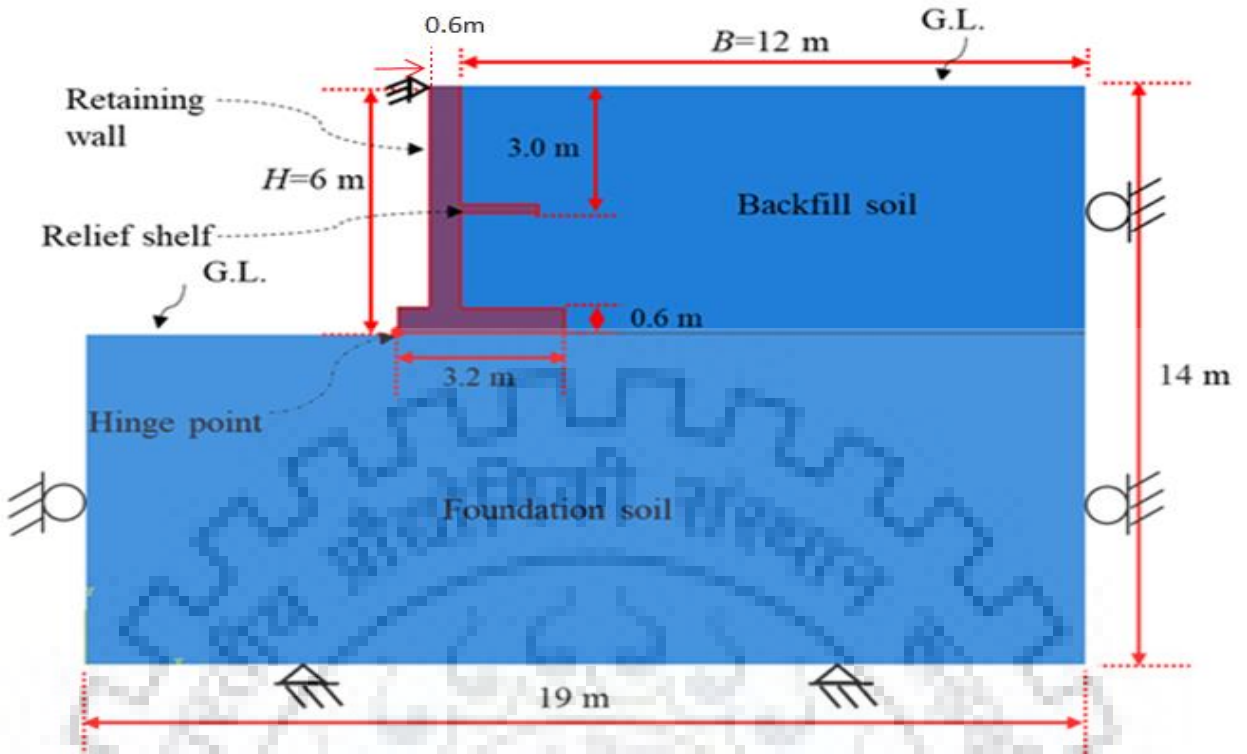 0.6m
G.L.
B=12 m
Retaining
wall
H=6 m
3.0 m
Backfill soil
Relief shelf
G.L.
0.6 m
3.2 m
14 m
Hinge point
Foundation soil
19 m